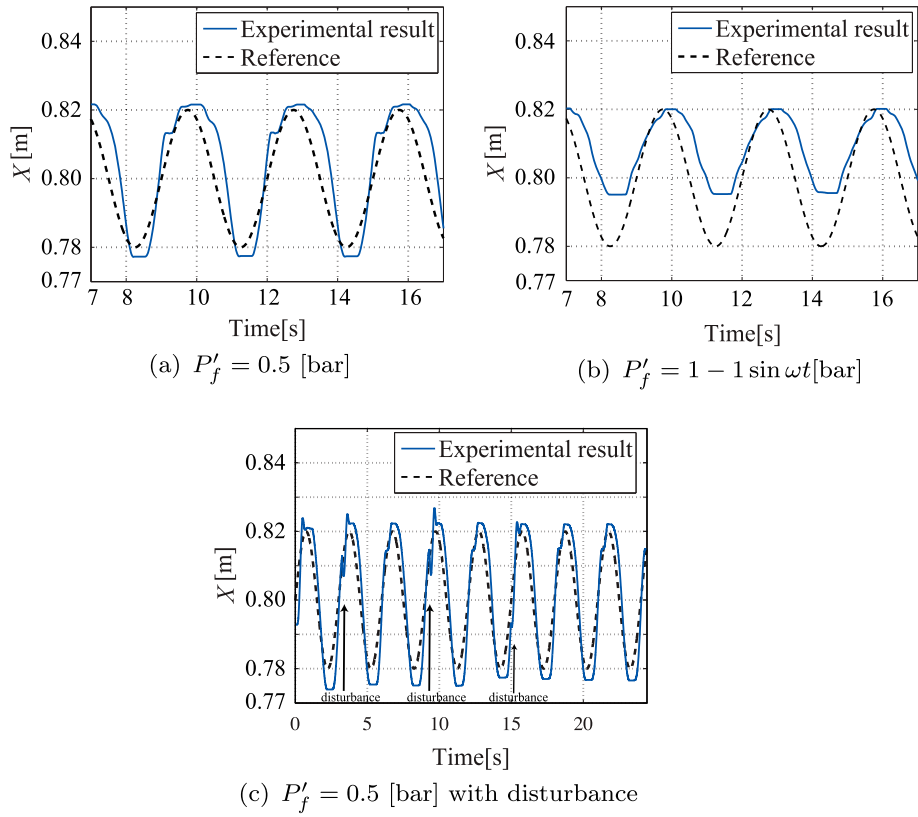 0.84
0.82
0.80
0.78
0.77
X [m]
Experimental result
Reference
7 8 10 12 14 16
Time[s]
(a) P′f = 0.5 [bar]
0.84
0.82
0.80
0.78
0.77
X [m]
Experimental result
Reference
7 8 10 12 14 16
Time[s]
(b) P′f = 1 − 1 sin ωt[bar]
0.84
0.82
0.80
0.78
0.77
X [m]
Experimental result
Reference
disturbance disturbance disturbance
0 5 10 15 20
Time[s]
(c) P′f = 0.5 [bar] with disturbance